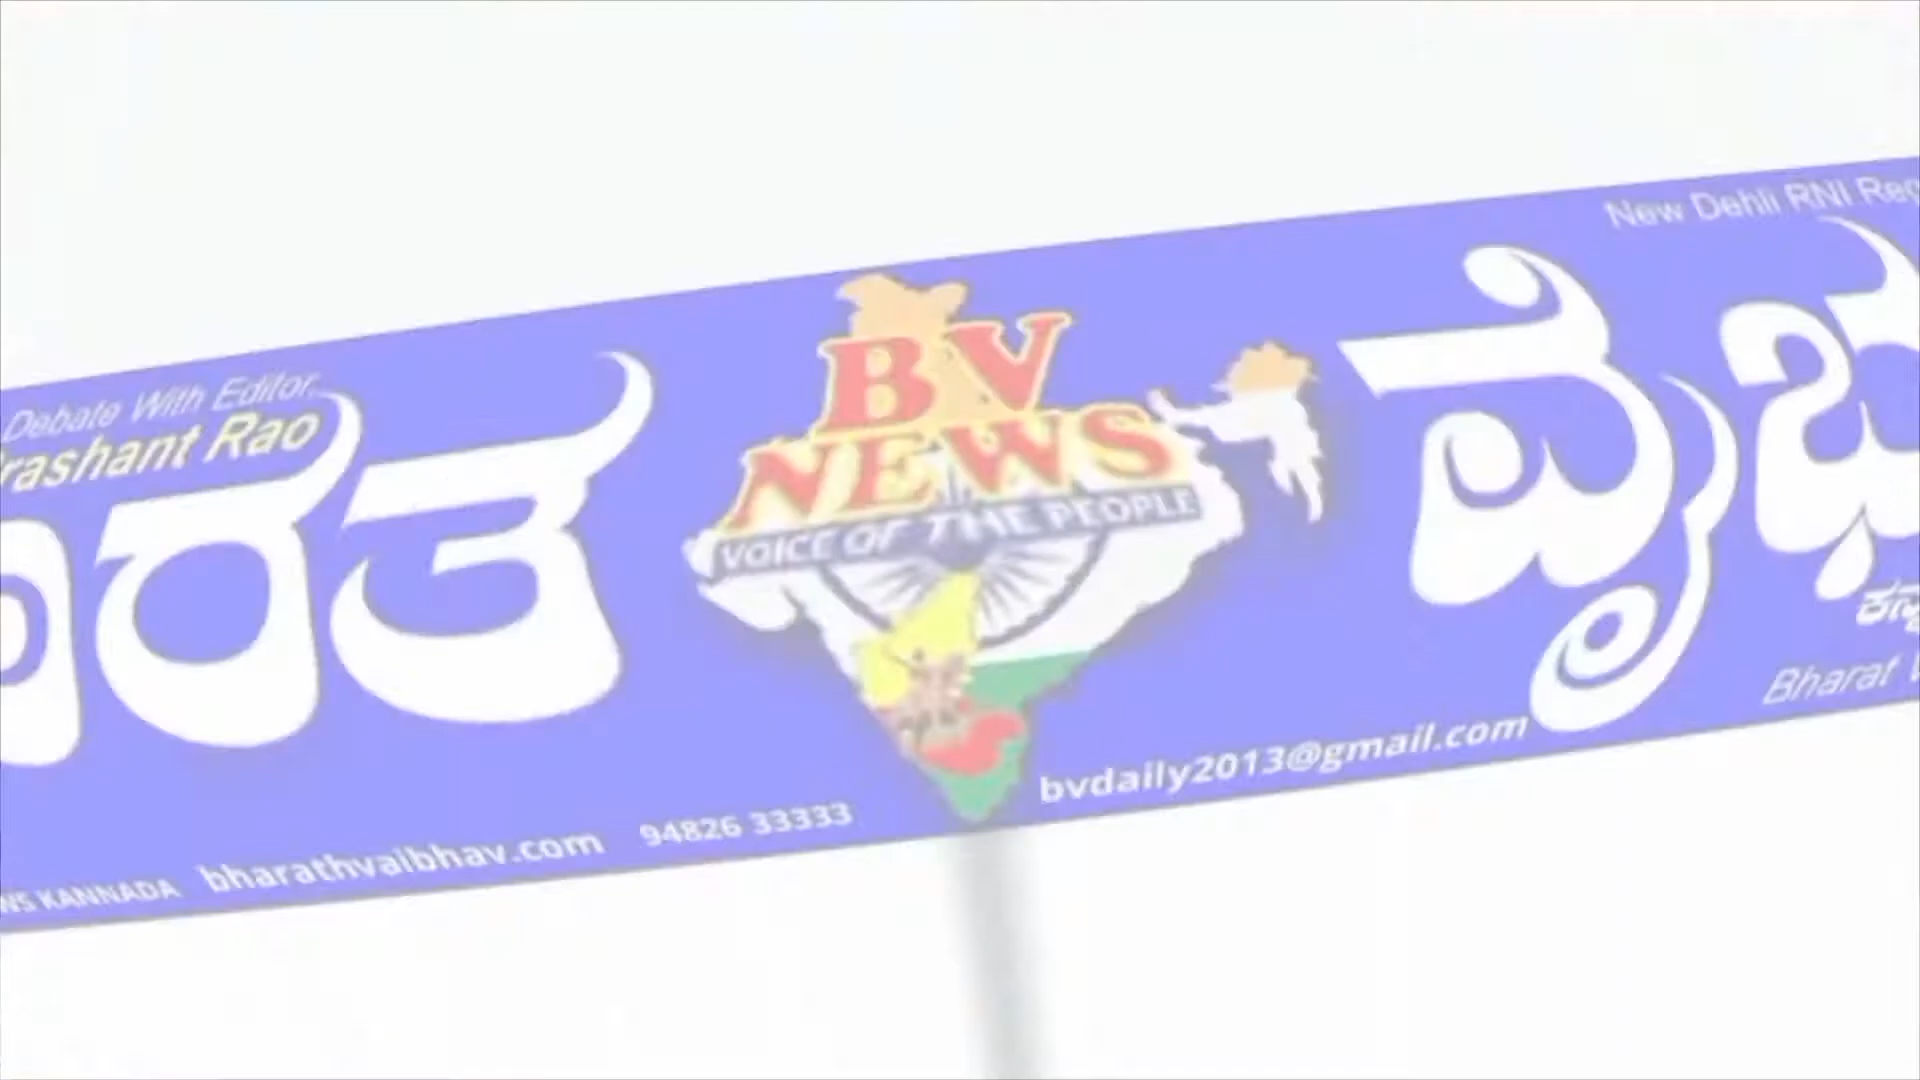 Debate With Editor,
Prashant Rao
ಭಾರತ
BV
NEWS
VOICE OF THE PEOPLE
New Dehli RNI Reg
ವೈಭ
Bharat
bvdaily2013@gmail.com
94826 33333
bharathvaibhav.com
KANNADA